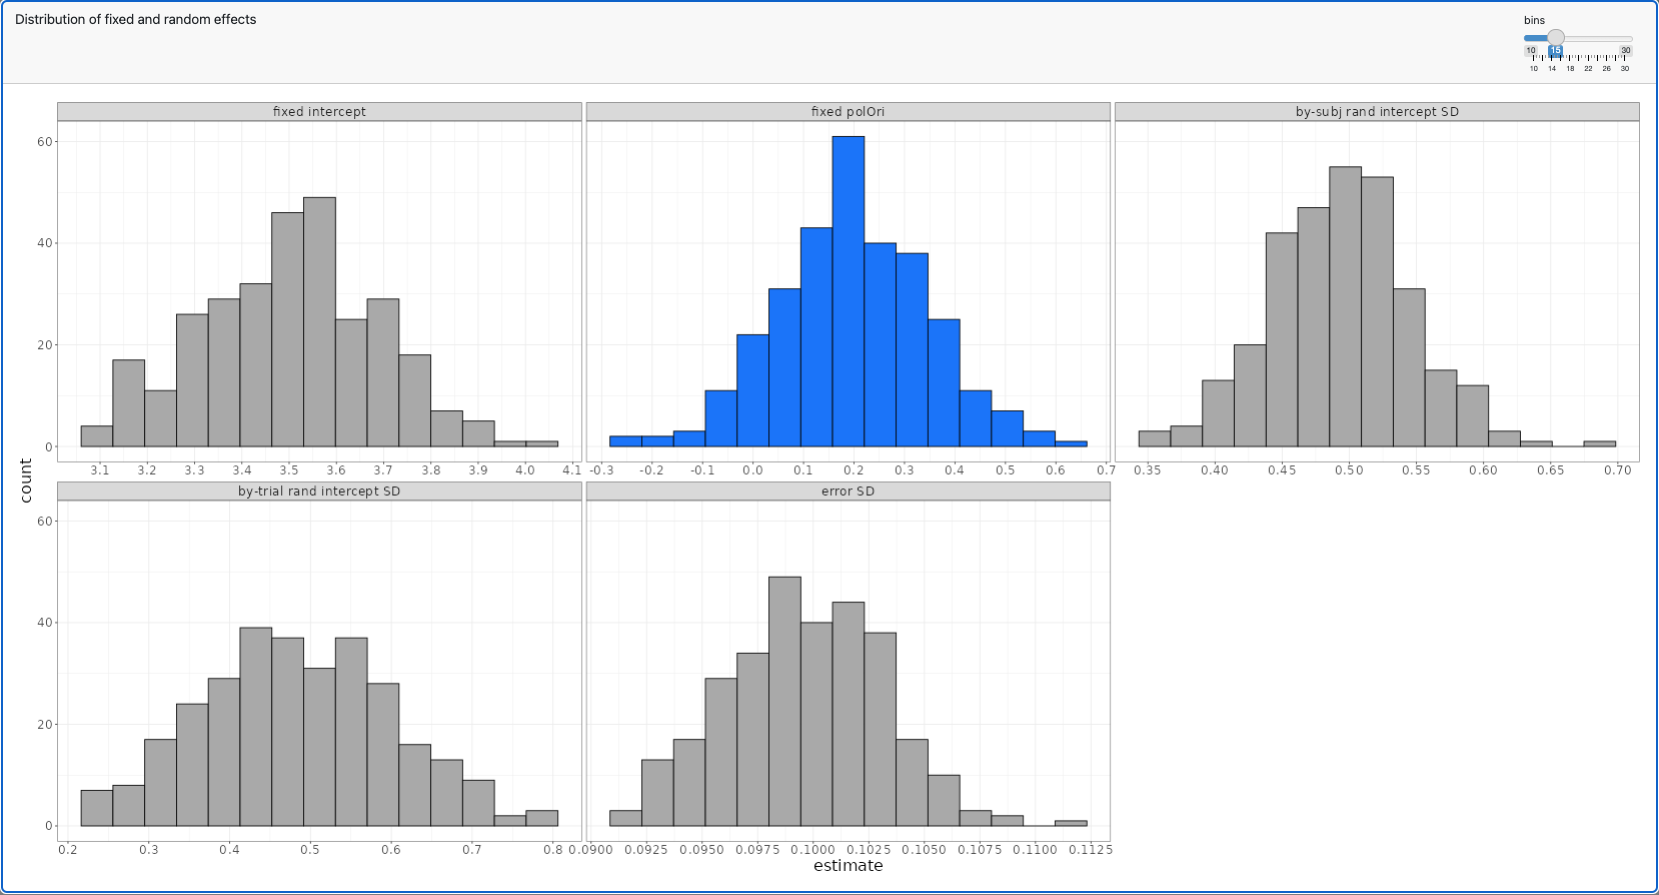 Distribution of fixed and random effects
bins
10 15 30
10 14 18 22 26 30
fixed intercept
fixed polOri
by-subj rand intercept SD
60
40
20
0
3.1 3.2 3.3 3.4 3.5 3.6 3.7 3.8 3.9 4.0 4.1
-0.3 -0.2 -0.1 0.0 0.1 0.2 0.3 0.4 0.5 0.6 0.7
0.35 0.40 0.45 0.50 0.55 0.60 0.65 0.70
count
by-trial rand intercept SD
error SD
60
40
20
0
0.2 0.3 0.4 0.5 0.6 0.7 0.8
0.0900 0.0925 0.0950 0.0975 0.1000 0.1025 0.1050 0.1075 0.1100 0.1125
estimate